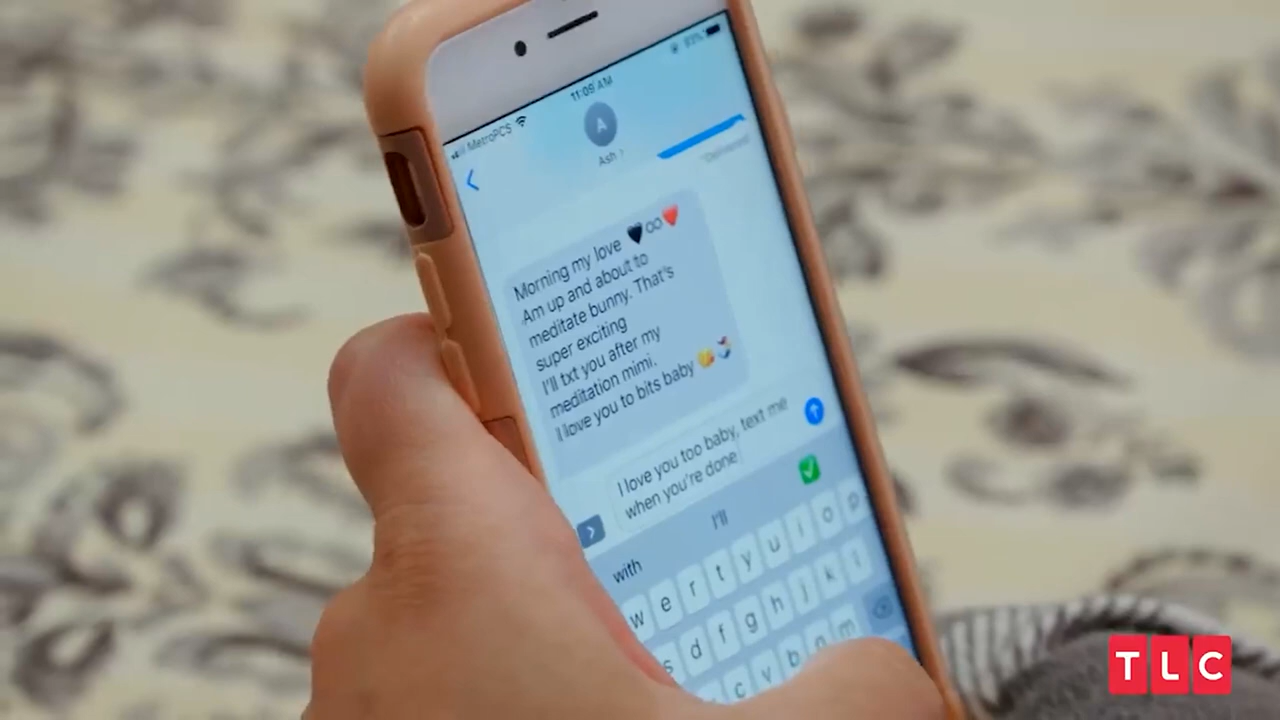 11:09 AM
MetroPCS
93%
A
Ash
Delivered
Morning my love 🖤∞❤️
Am up and about to
meditate bunny. That's
super exciting
I'll txt you after my
meditation mimi.
I love you to bits baby
I love you too baby, text me
when you're done
with I'll ✅
w e r t y u i o p
s d f g h j k l
c v b n m
TLC